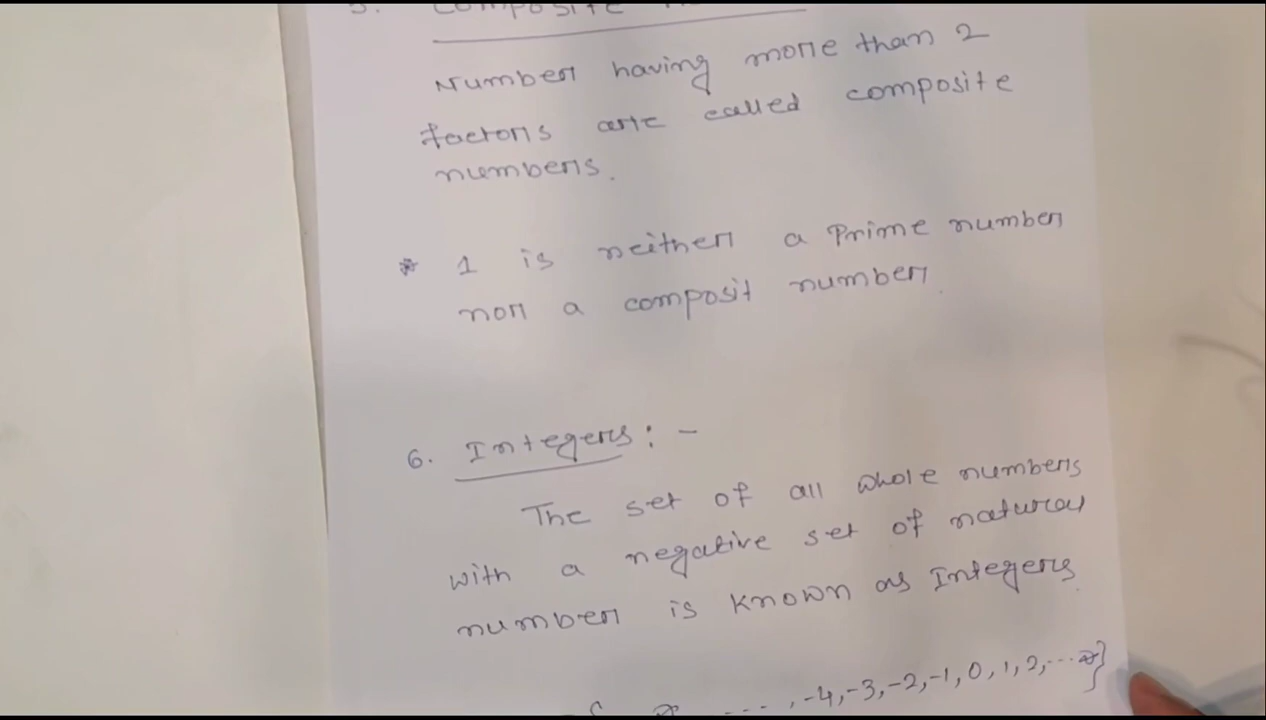 5. Composite
Number having more than 2
factors are called composite
numbers.
* 1 is neither a Prime number
nor a composit number.
6. Integers: -
The set of all whole numbers
with a negative set of natural
number is known as Integers.
{ ---, -4, -3, -2, -1, 0, 1, 2, ... ∞}